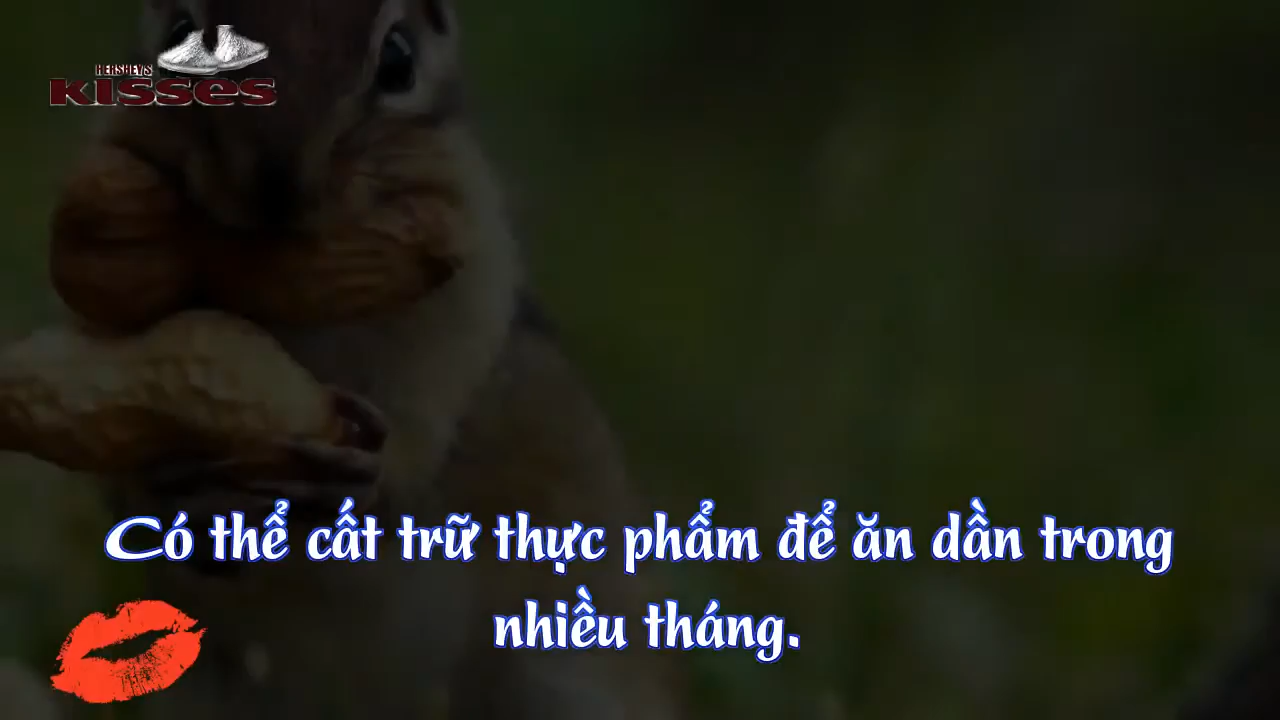 HERSHEY'S
KISSES
Có thể cất trữ thực phẩm để ăn dần trong
nhiều tháng.